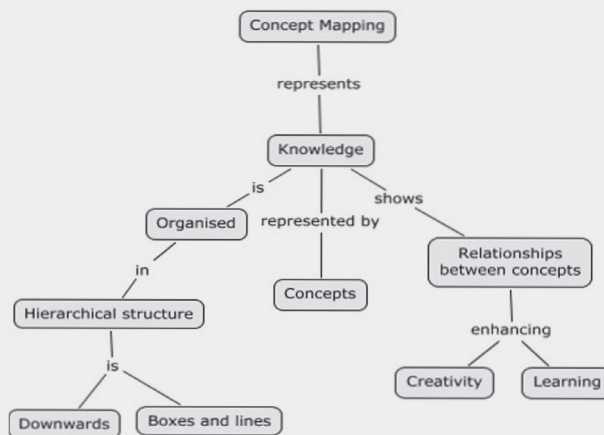 Concept Mapping
represents
Knowledge
is
shows
Organised
represented by
Relationships
between concepts
in
Concepts
Hierarchical structure
enhancing
is
Creativity
Learning
Downwards
Boxes and lines